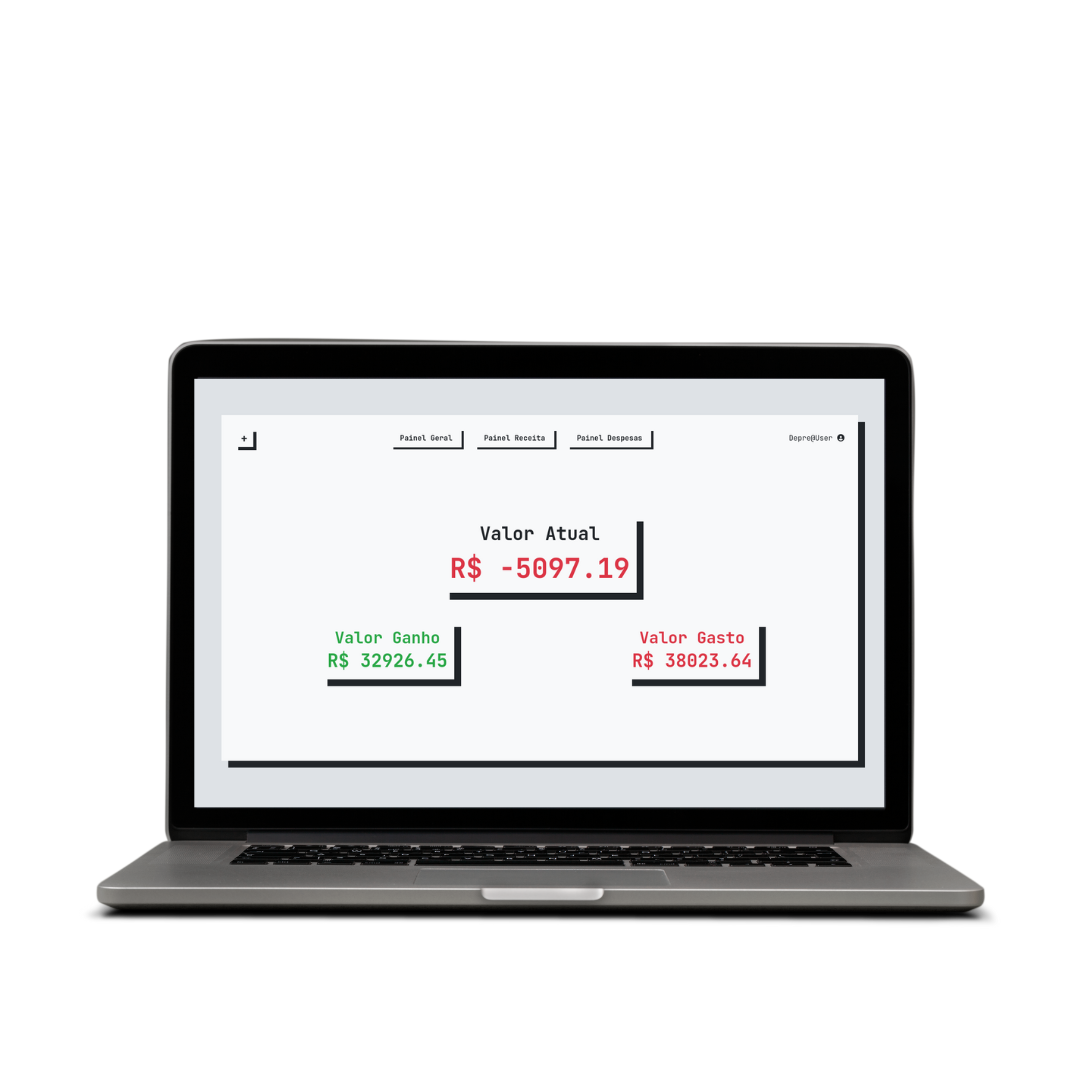 +
Painel Geral
Painel Receita
Painel Despesas
Depre@User
Valor Atual
R$ -5097.19
Valor Ganho
R$ 32926.45
Valor Gasto
R$ 38023.64